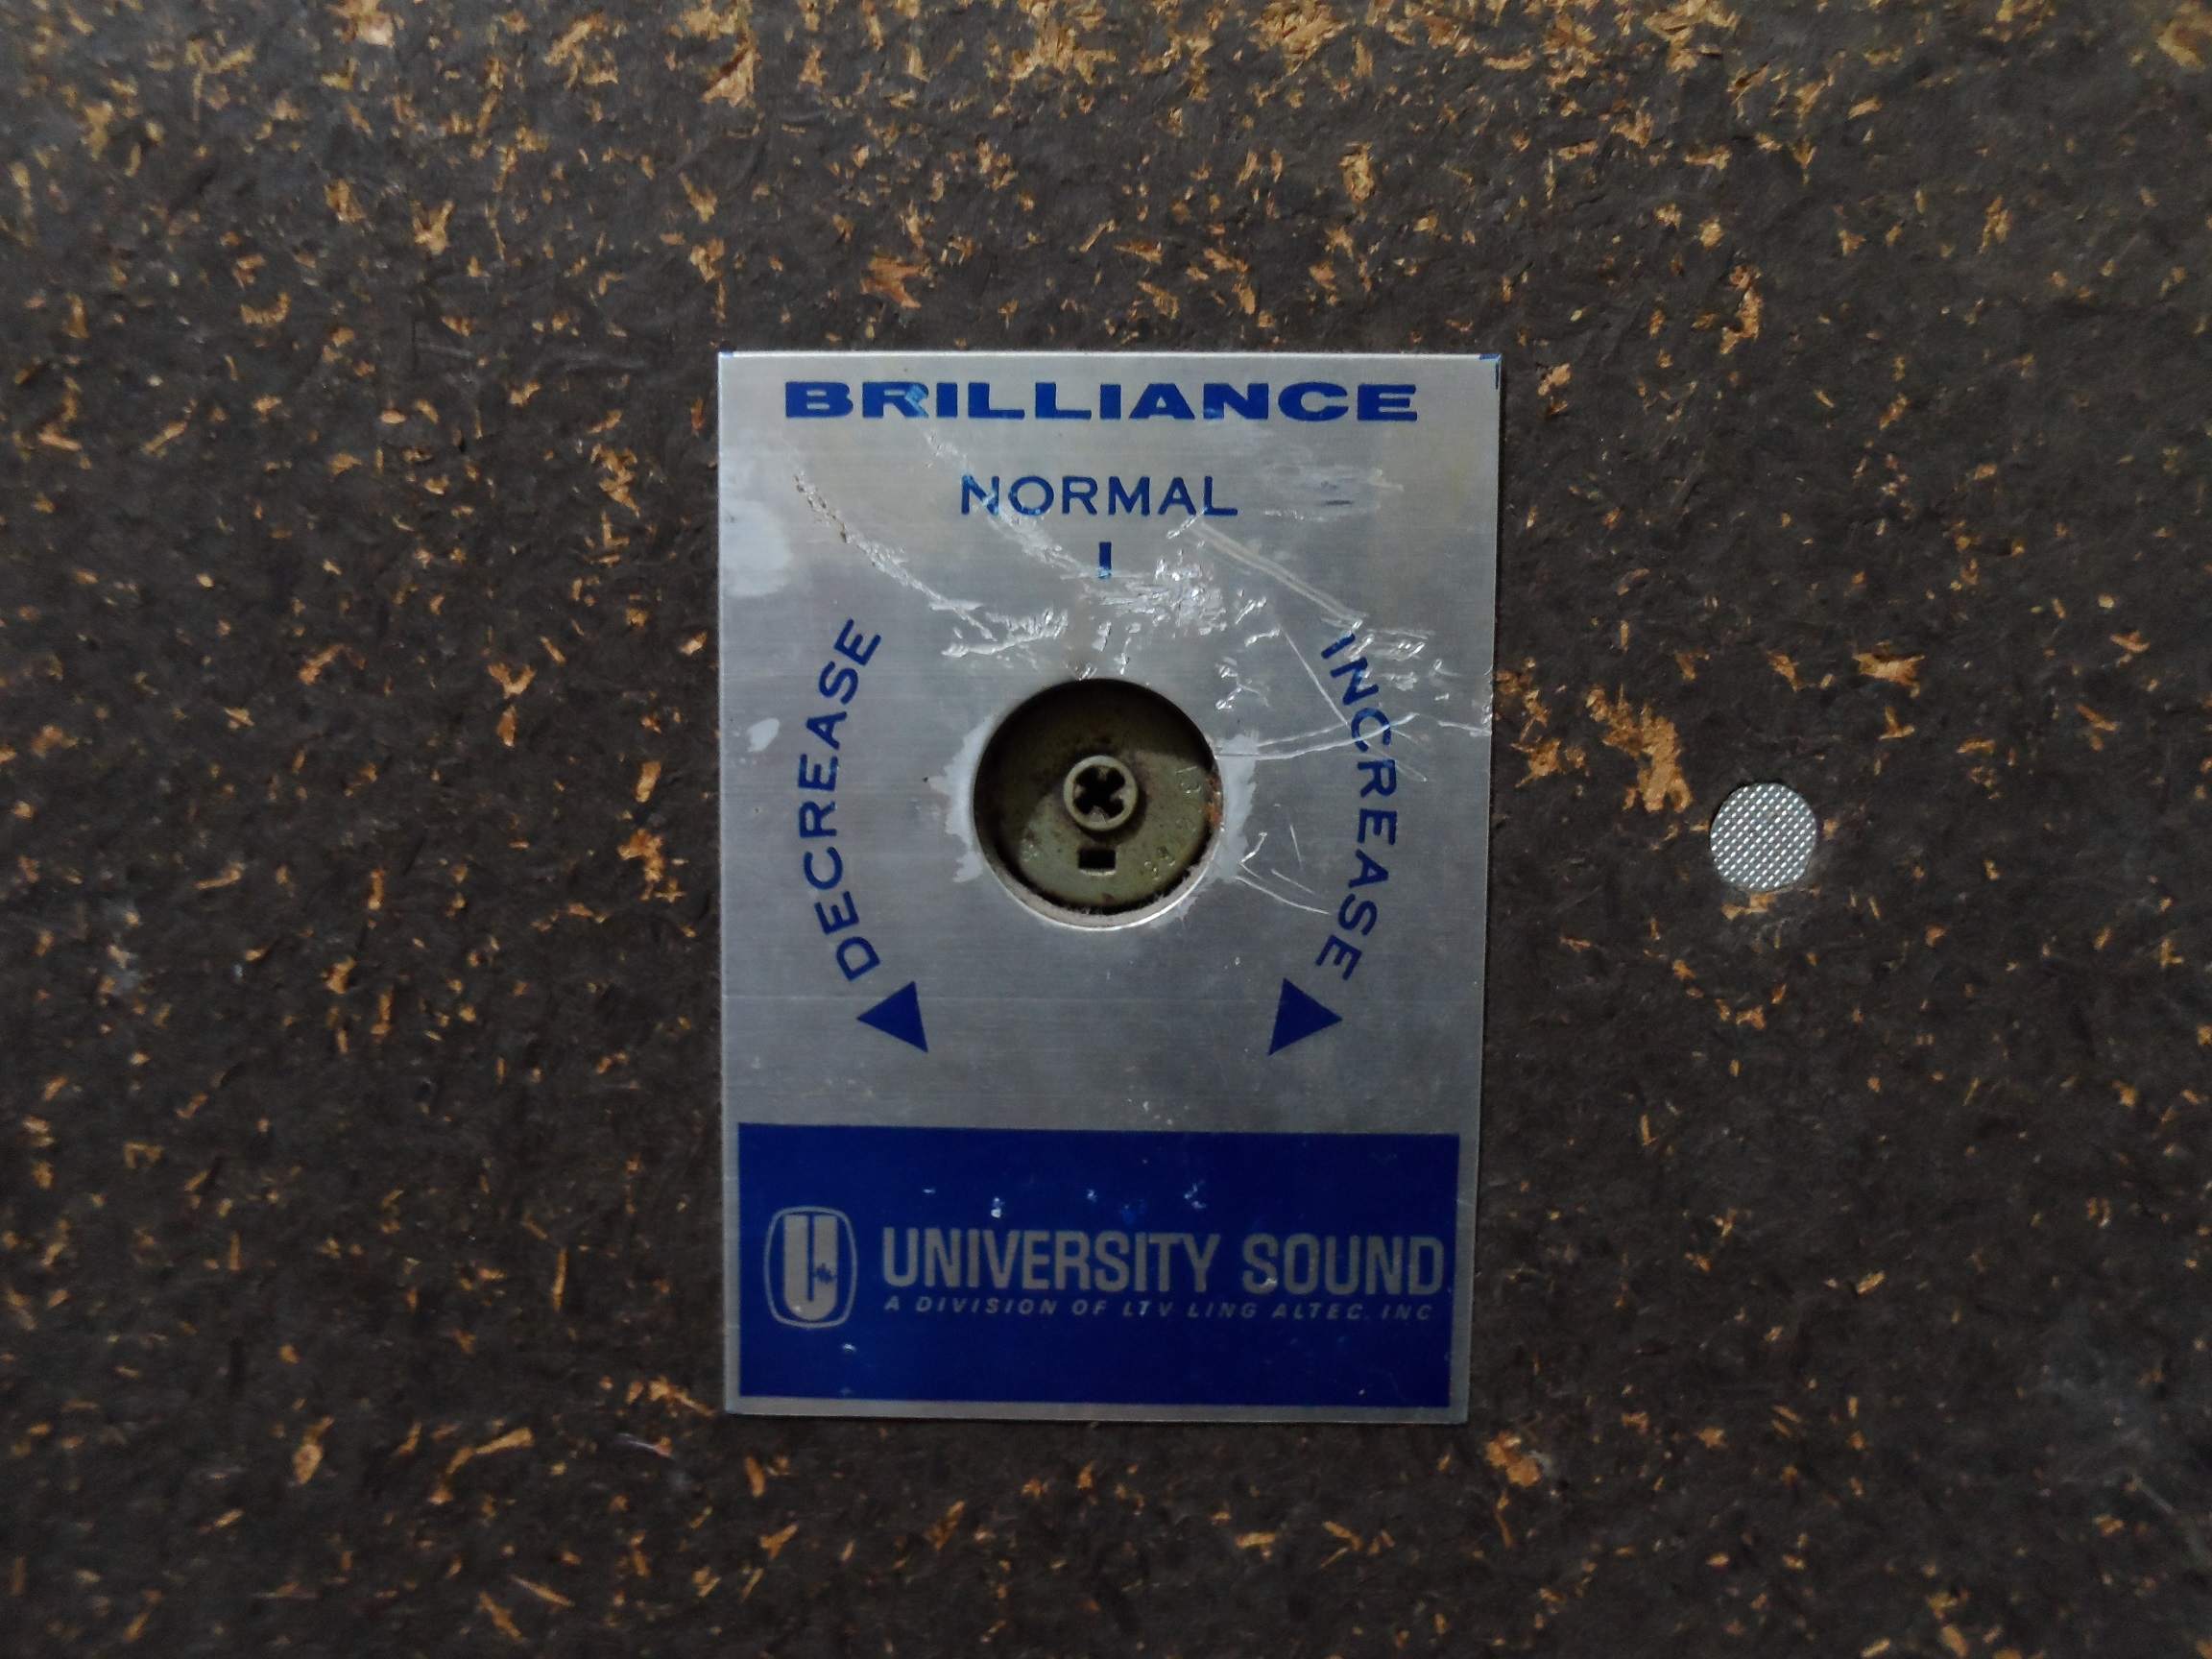 BRILLIANCE
NORMAL
DECREASE
INCREASE
UNIVERSITY SOUND
A DIVISION OF LTV LING ALTEC, INC